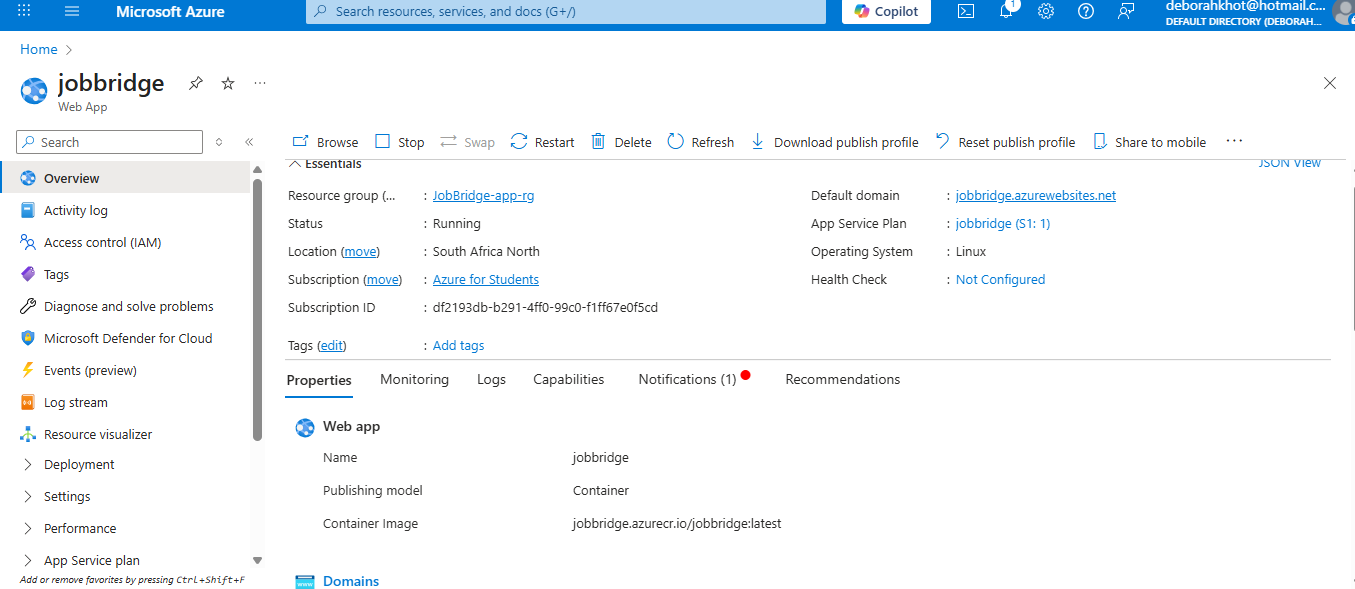 Microsoft Azure
Search resources, services, and docs (G+/)
Copilot
1
deborahkhot@hotmail.c...
DEFAULT DIRECTORY (DEBORAH...
Home
jobbridge
Web App
Search
Browse
Stop
Swap
Restart
Delete
Refresh
Download publish profile
Reset publish profile
Share to mobile
Overview
Activity log
Access control (IAM)
Tags
Diagnose and solve problems
Microsoft Defender for Cloud
Events (preview)
Log stream
Resource visualizer
Deployment
Settings
Performance
App Service plan
Add or remove favorites by pressing Ctrl+Shift+F
Essentials
JSON View
Resource group (... : JobBridge-app-rg
Status : Running
Location (move) : South Africa North
Subscription (move) : Azure for Students
Subscription ID : df2193db-b291-4ff0-99c0-f1ff67e0f5cd
Default domain : jobbridge.azurewebsites.net
App Service Plan : jobbridge (S1: 1)
Operating System : Linux
Health Check : Not Configured
Tags (edit) : Add tags
Properties Monitoring Logs Capabilities Notifications (1) Recommendations
Web app
Name jobbridge
Publishing model Container
Container Image jobbridge.azurecr.io/jobbridge:latest
www
Domains